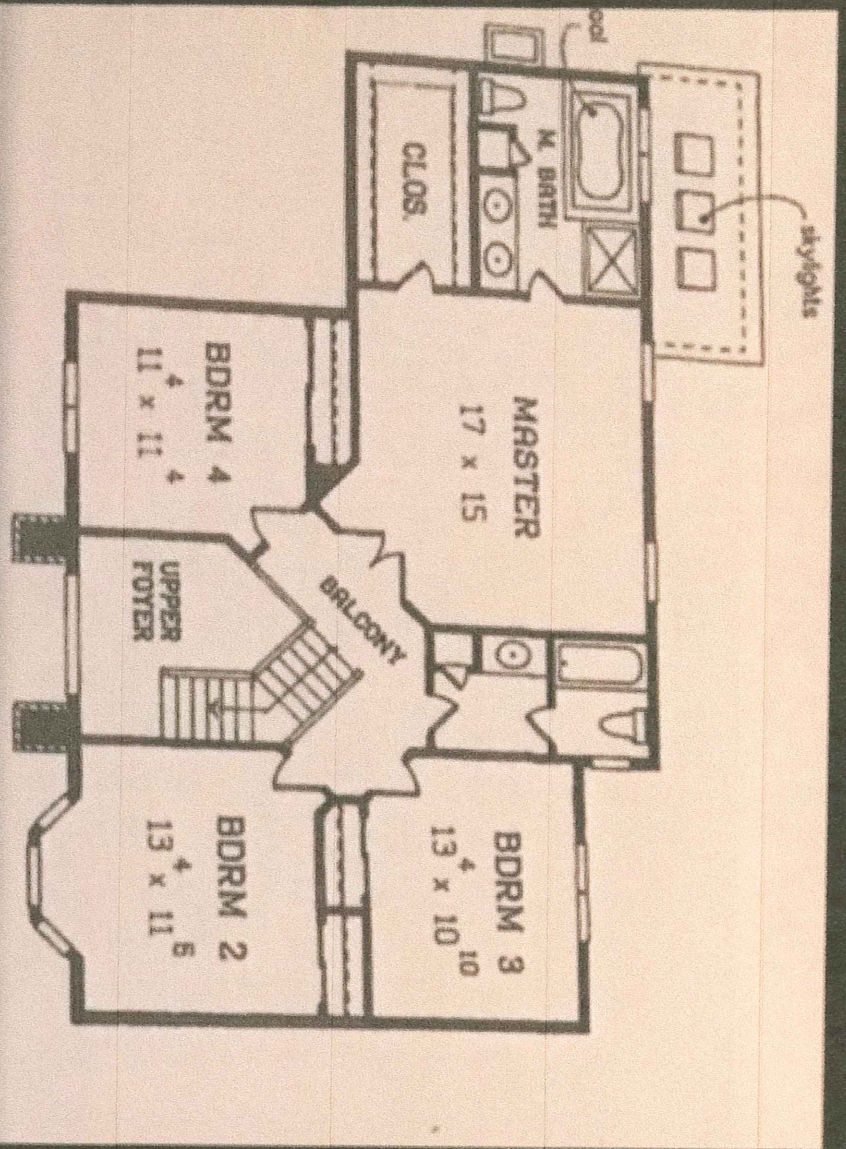 skylights
M. BATH
MASTER
17 x 15
BDRM 3
13⁴ x 10¹⁰
CLOS.
BALCONY
BDRM 4
11⁴ x 11⁴
BDRM 2
13⁴ x 11⁶
UPPER
FOYER